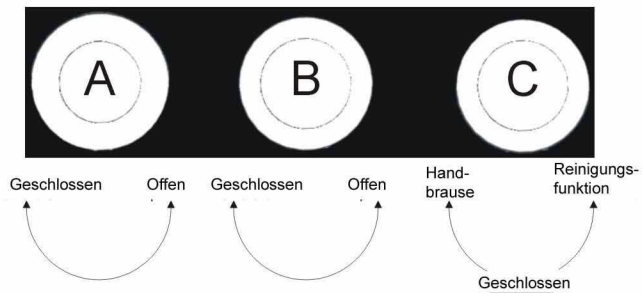 A B C
Geschlossen Offen Geschlossen Offen Hand-
brause Reinigungs-
funktion
Geschlossen